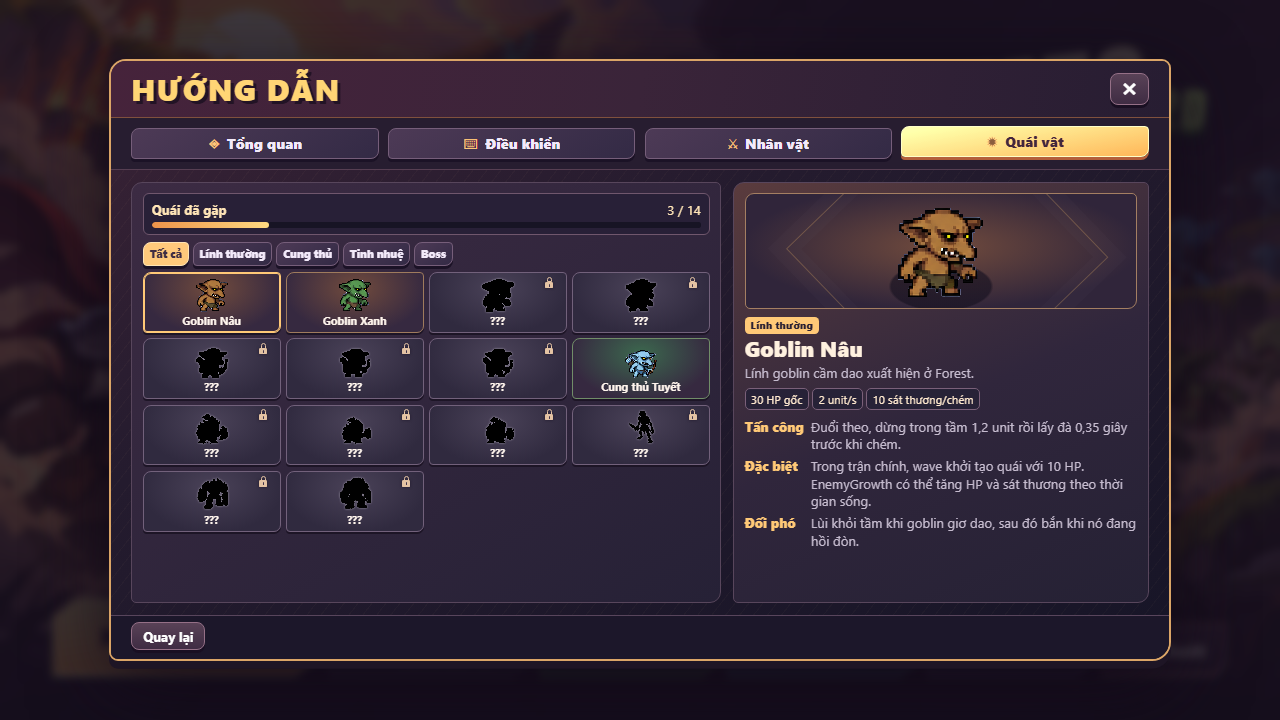 HƯỚNG DẪN
Tổng quan
Điều khiển
Nhân vật
Quái vật
Quái đã gặp
3 / 14
Tất cả
Lính thường
Cung thủ
Tinh nhuệ
Boss
Goblin Nâu
Goblin Xanh
???
???
???
???
???
Cung thủ Tuyết
???
???
???
???
???
???
Lính thường
Goblin Nâu
Lính goblin cầm dao xuất hiện ở Forest.
30 HP gốc
2 unit/s
10 sát thương/chém
Tấn công
Đuổi theo, dừng trong tầm 1,2 unit rồi lấy đà 0,35 giây
trước khi chém.
Đặc biệt
Trong trận chính, wave khởi tạo quái với 10 HP.
EnemyGrowth có thể tăng HP và sát thương theo thời
gian sống.
Đối phó
Lùi khỏi tầm khi goblin giơ dao, sau đó bắn khi nó đang
hồi đòn.
Quay lại